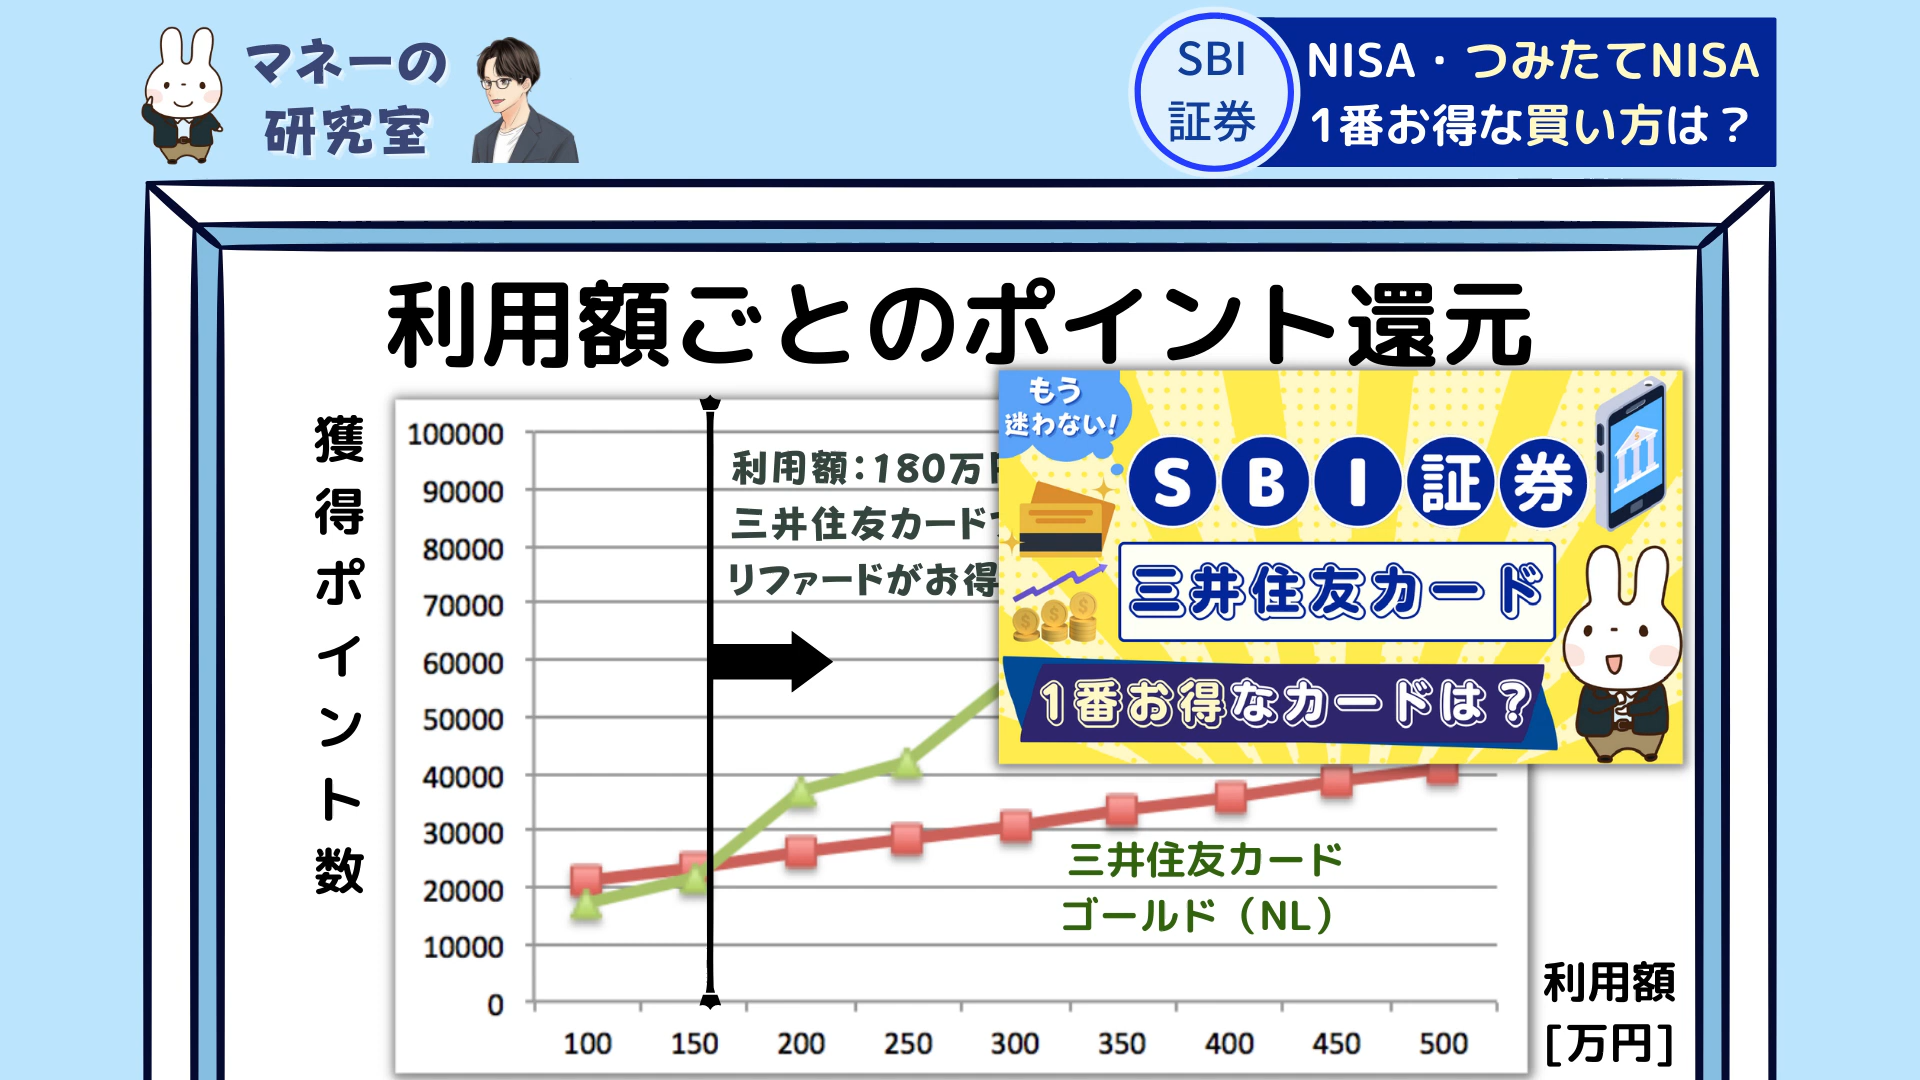 マネーの
研究室
SBI
証券
NISA・つみたてNISA
1番お得な買い方は？
利用額ごとのポイント還元
獲得ポイント数
100000
90000
80000
70000
60000
50000
40000
30000
20000
10000
0
利用額：180万
三井住友カード
リファードがお得
もう
迷わない！
SBI証券
三井住友カード
1番お得なカードは？
三井住友カード
ゴールド（NL）
100 150 200 250 300 350 400 450 500
利用額
[万円]